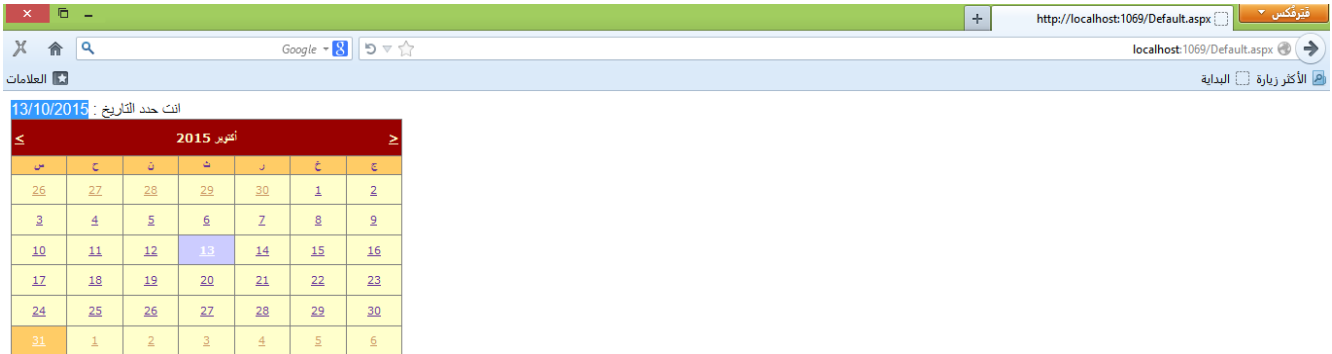 http://localhost:1069/Default.aspx فَيَرفُكس
Google localhost:1069/Default.aspx
الأكثر زيارة البداية العلامات
انت حدد التاريخ : 13/10/2015
< أكتوبر 2015 >
س ح ن ث ر خ ج
26 27 28 29 30 1 2
3 4 5 6 7 8 9
10 11 12 13 14 15 16
17 18 19 20 21 22 23
24 25 26 27 28 29 30
31 1 2 3 4 5 6